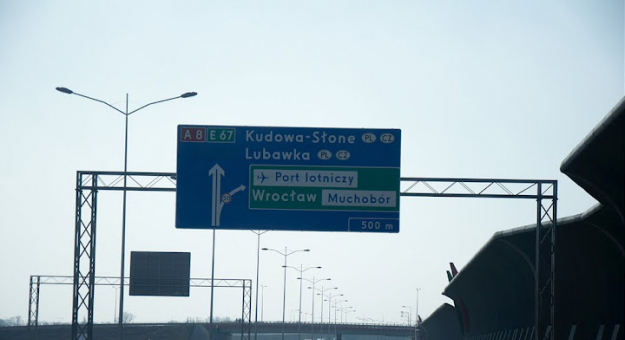 A 8 E 67 Kudowa-Słone PL CZ
Lubawka PL CZ
Port lotniczy
Wrocław Muchobór
500 m